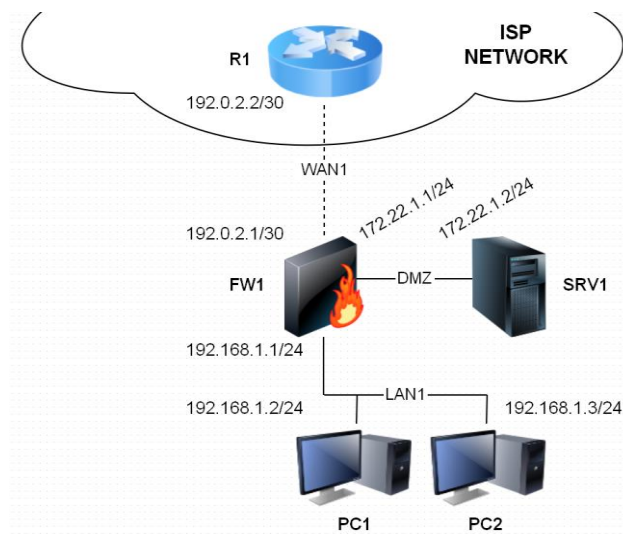 ISP
NETWORK
R1
192.0.2.2/30
WAN1
172.22.1.1/24
172.22.1.2/24
192.0.2.1/30
FW1
DMZ
SRV1
192.168.1.1/24
LAN1
192.168.1.2/24
192.168.1.3/24
PC1
PC2